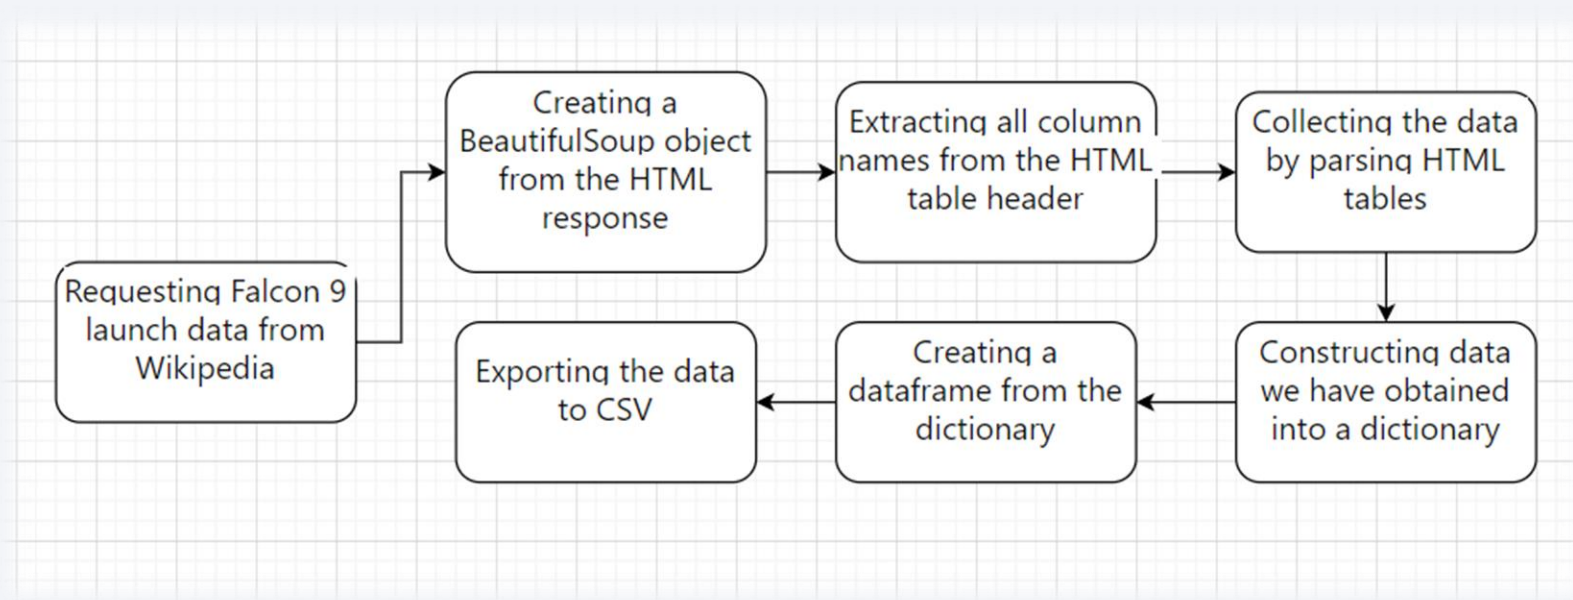 Requesting Falcon 9
launch data from
Wikipedia
Creating a
BeautifulSoup object
from the HTML
response
Extracting all column
names from the HTML
table header
Collecting the data
by parsing HTML
tables
Constructing data
we have obtained
into a dictionary
Creating a
dataframe from the
dictionary
Exporting the data
to CSV